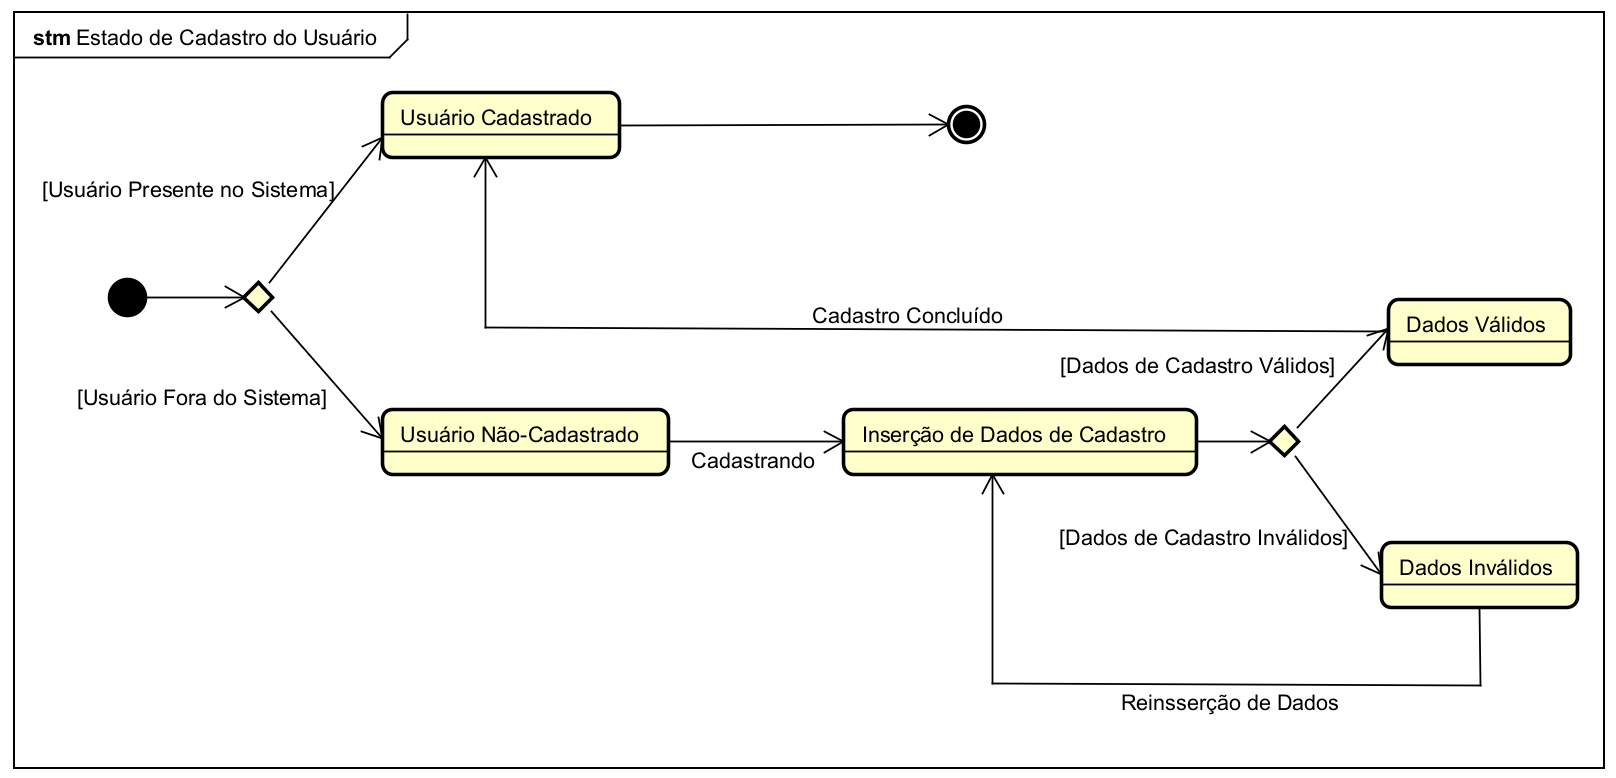 stm Estado de Cadastro do Usuário
Usuário Cadastrado
[Usuário Presente no Sistema]
Cadastro Concluído
Dados Válidos
[Dados de Cadastro Válidos]
[Usuário Fora do Sistema]
Usuário Não-Cadastrado
Cadastrando
Inserção de Dados de Cadastro
[Dados de Cadastro Inválidos]
Dados Inválidos
Reinsserção de Dados